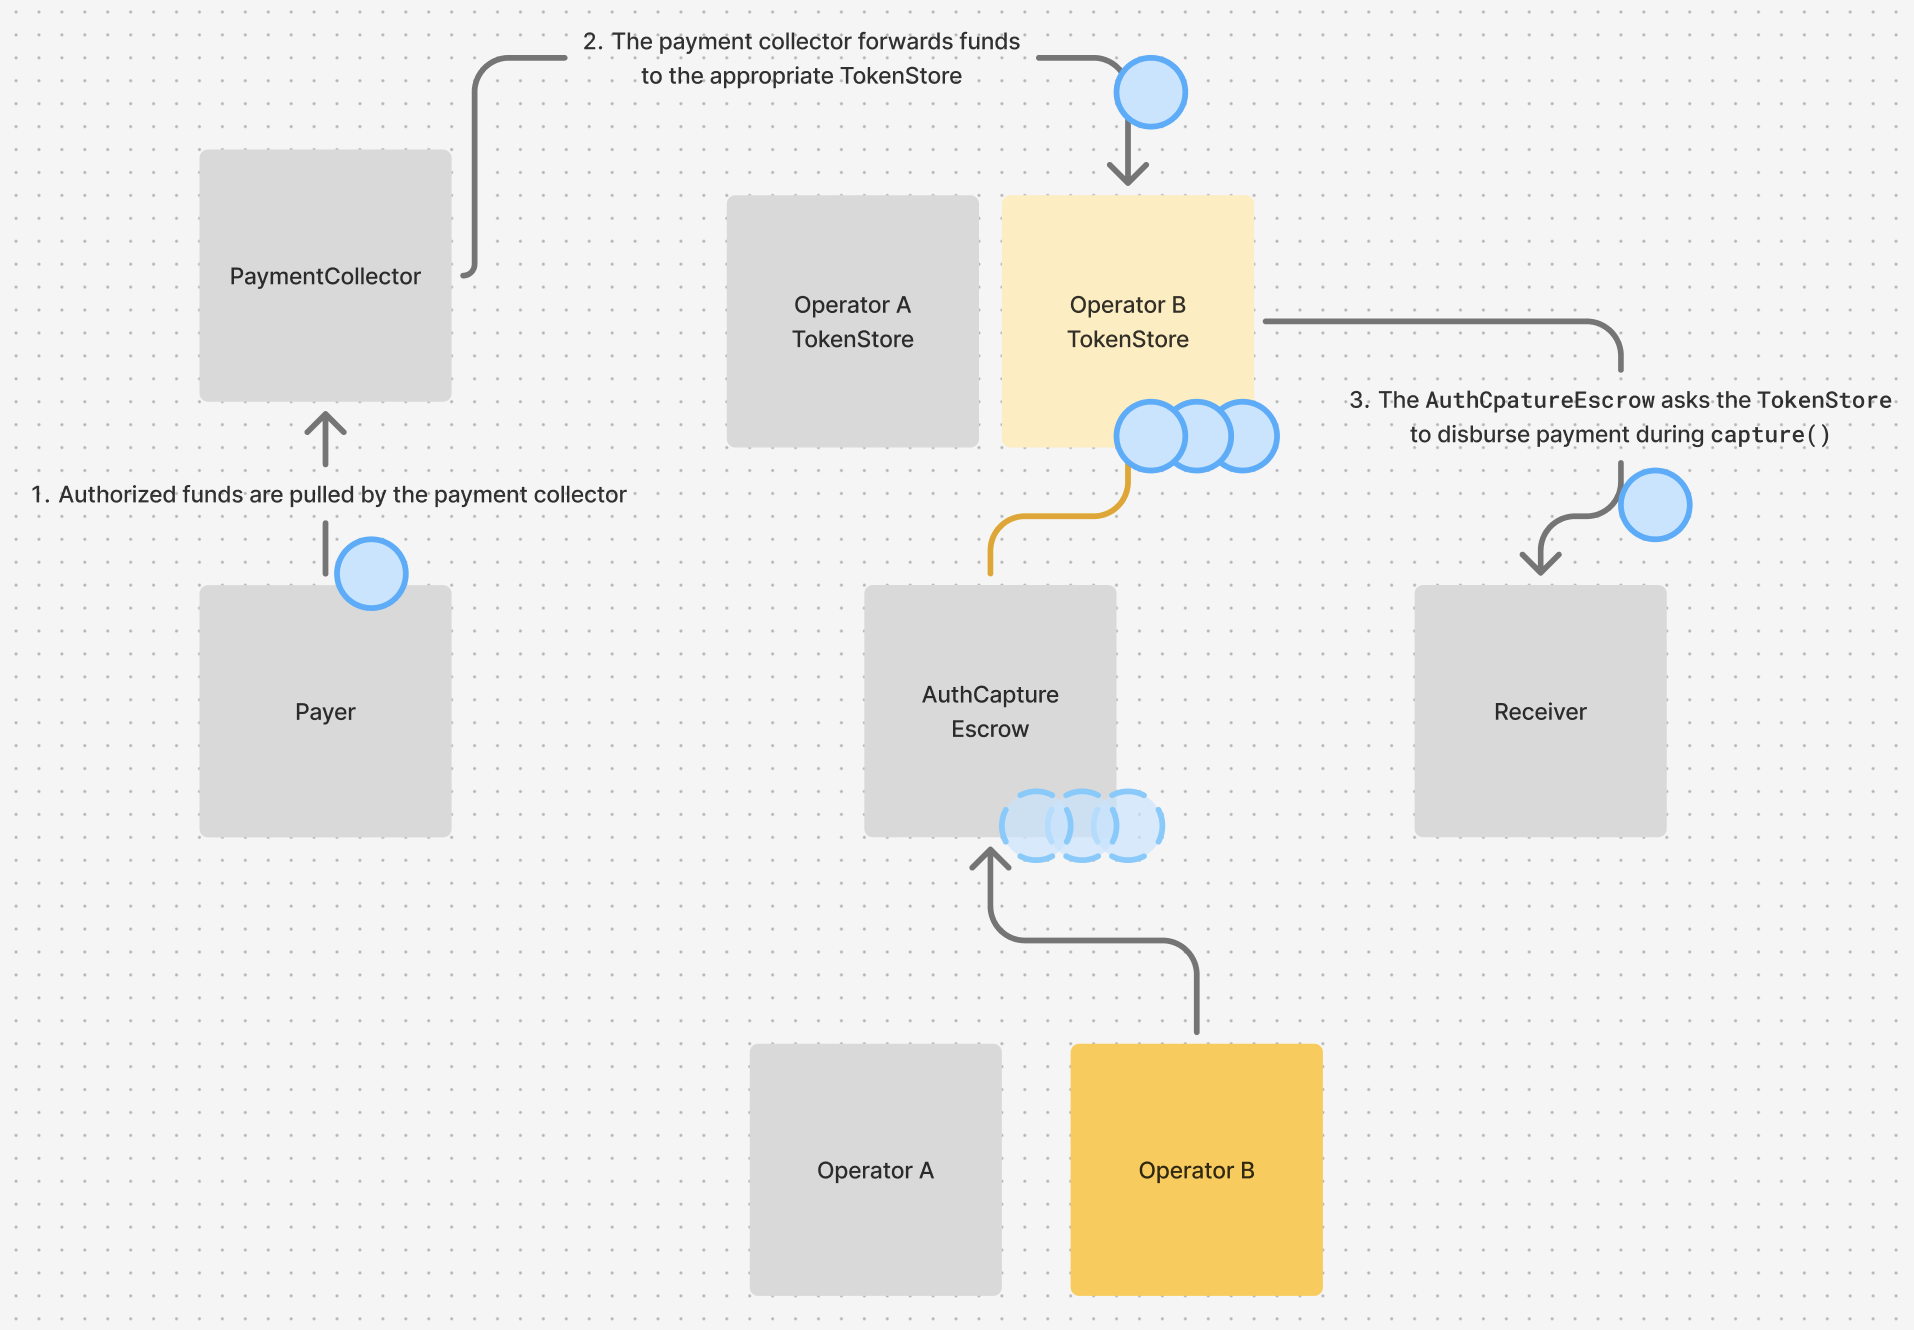 2. The payment collector forwards funds
to the appropriate TokenStore
PaymentCollector
Operator A
TokenStore
Operator B
TokenStore
3. The AuthCpatureEscrow asks the TokenStore
to disburse payment during capture()
1. Authorized funds are pulled by the payment collector
Payer
AuthCapture
Escrow
Receiver
Operator A
Operator B